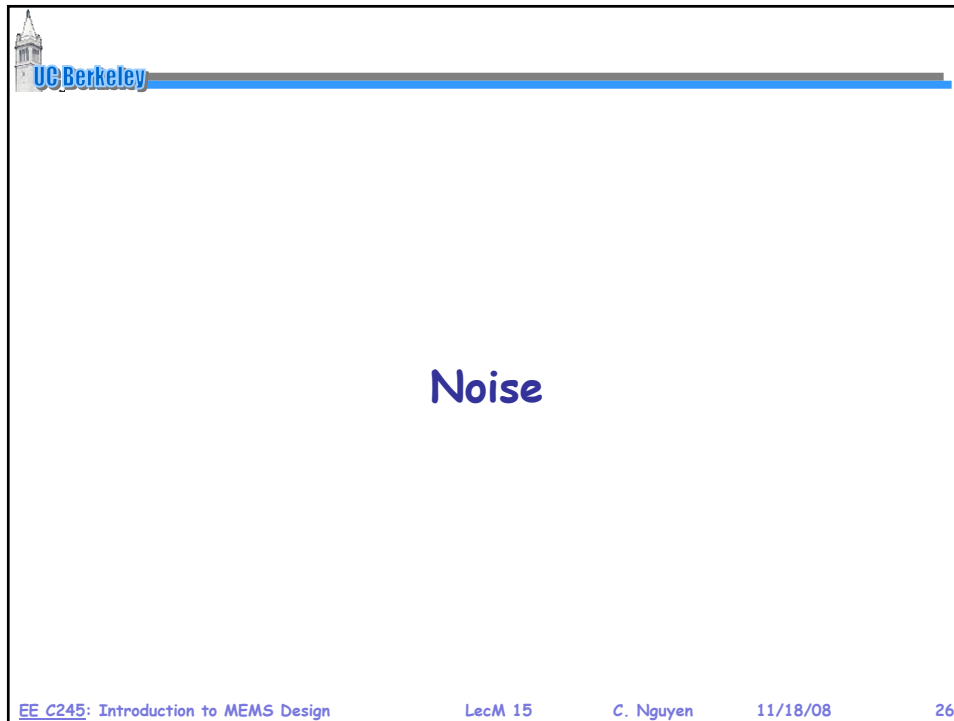 UC Berkeley
Noise
EE C245: Introduction to MEMS Design LecM 15 C. Nguyen 11/18/08 26